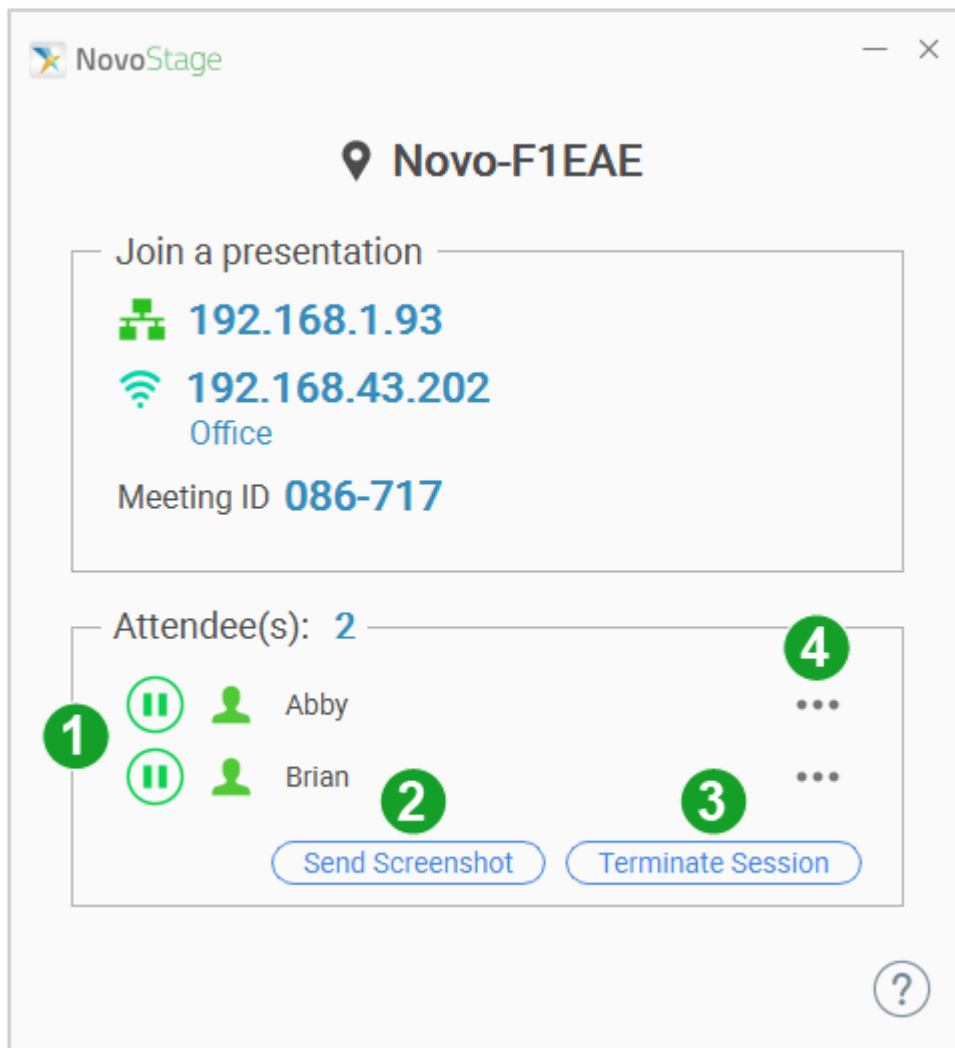 NovoStage
Novo-F1EAE
Join a presentation
192.168.1.93
192.168.43.202
Office
Meeting ID 086-717
Attendee(s): 2
4
Abby
1
Brian
2 3
Send Screenshot Terminate Session
?